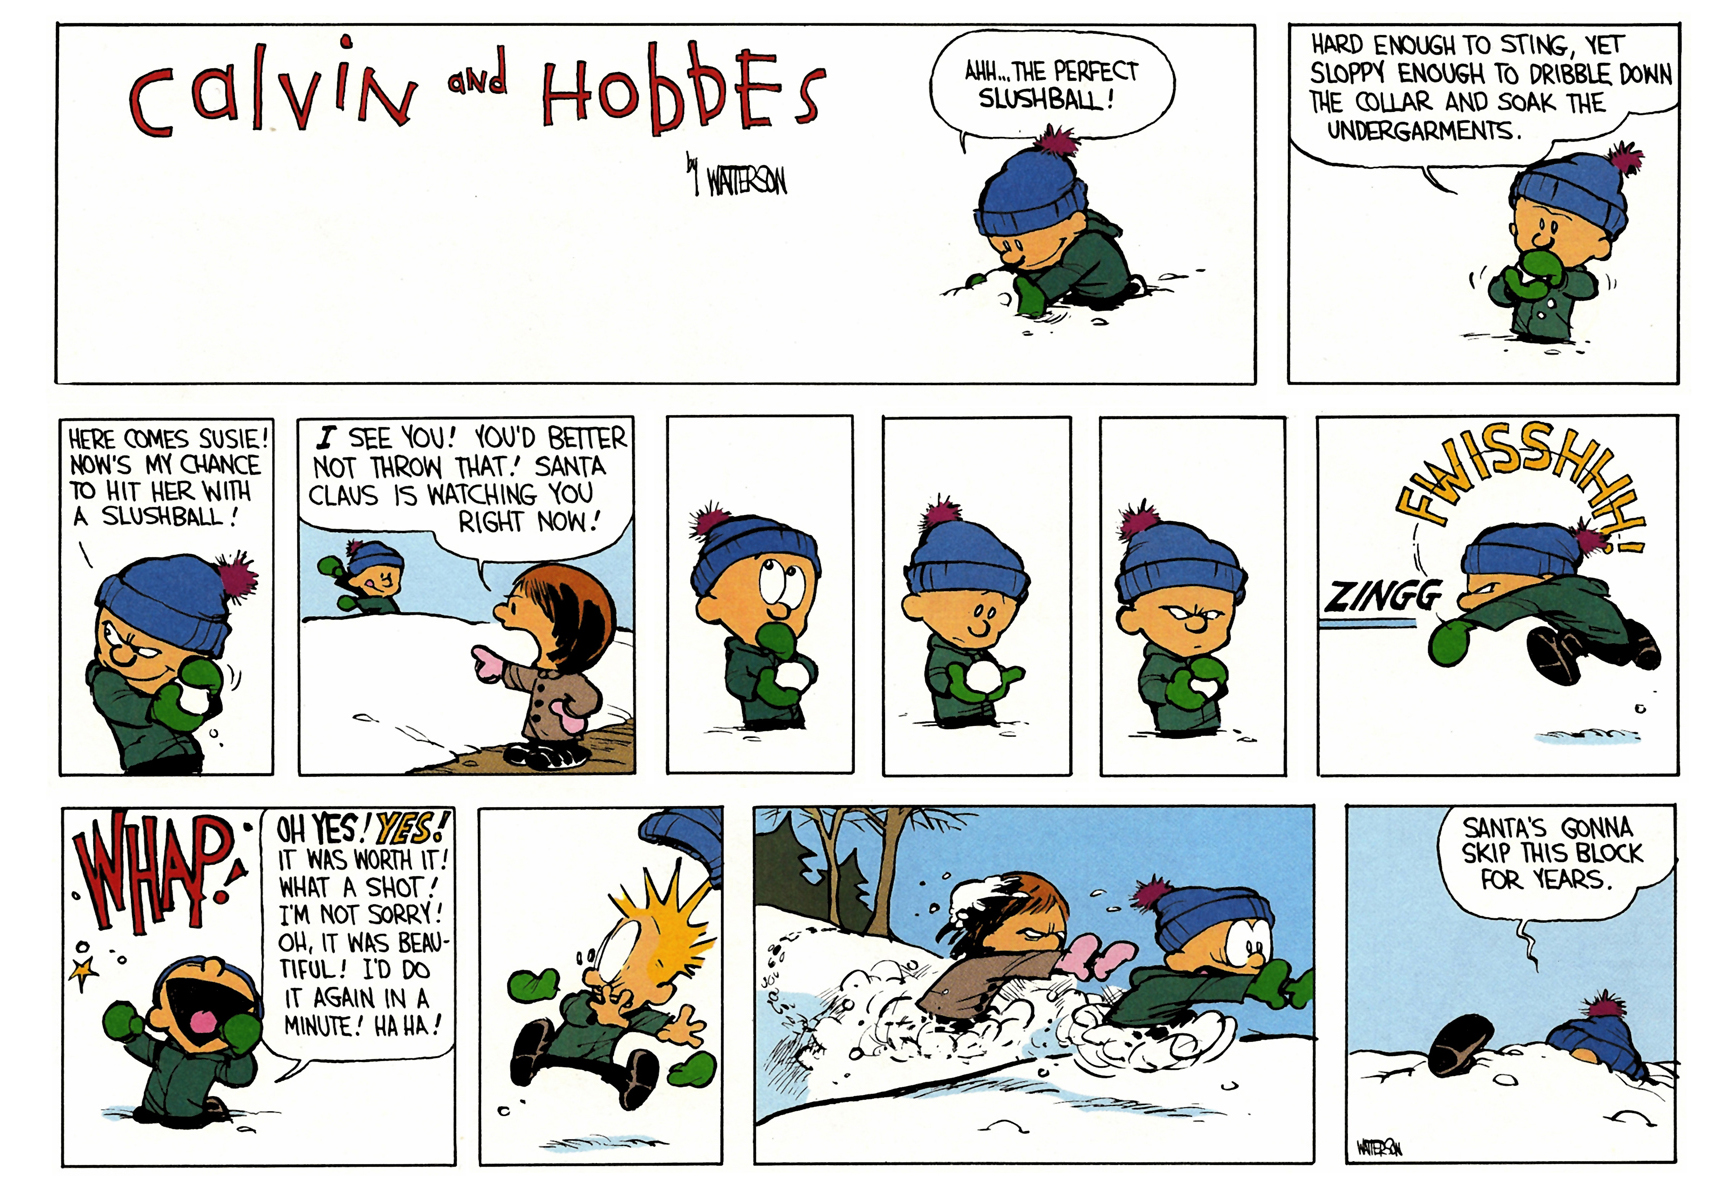 Calvin and Hobbes
by WATTERSON
AHH...THE PERFECT
SLUSHBALL!
HARD ENOUGH TO STING, YET
SLOPPY ENOUGH TO DRIBBLE DOWN
THE COLLAR AND SOAK THE
UNDERGARMENTS.
HERE COMES SUSIE!
NOW'S MY CHANCE
TO HIT HER WITH
A SLUSHBALL!
I SEE YOU! YOU'D BETTER
NOT THROW THAT! SANTA
CLAUS IS WATCHING YOU
RIGHT NOW!
FWISSHHH!
ZINGG
WHAP!
OH YES! YES!
IT WAS WORTH IT!
WHAT A SHOT!
I'M NOT SORRY!
OH, IT WAS BEAU-
TIFUL! I'D DO
IT AGAIN IN A
MINUTE! HA HA!
SANTA'S GONNA
SKIP THIS BLOCK
FOR YEARS.
WATTERSON